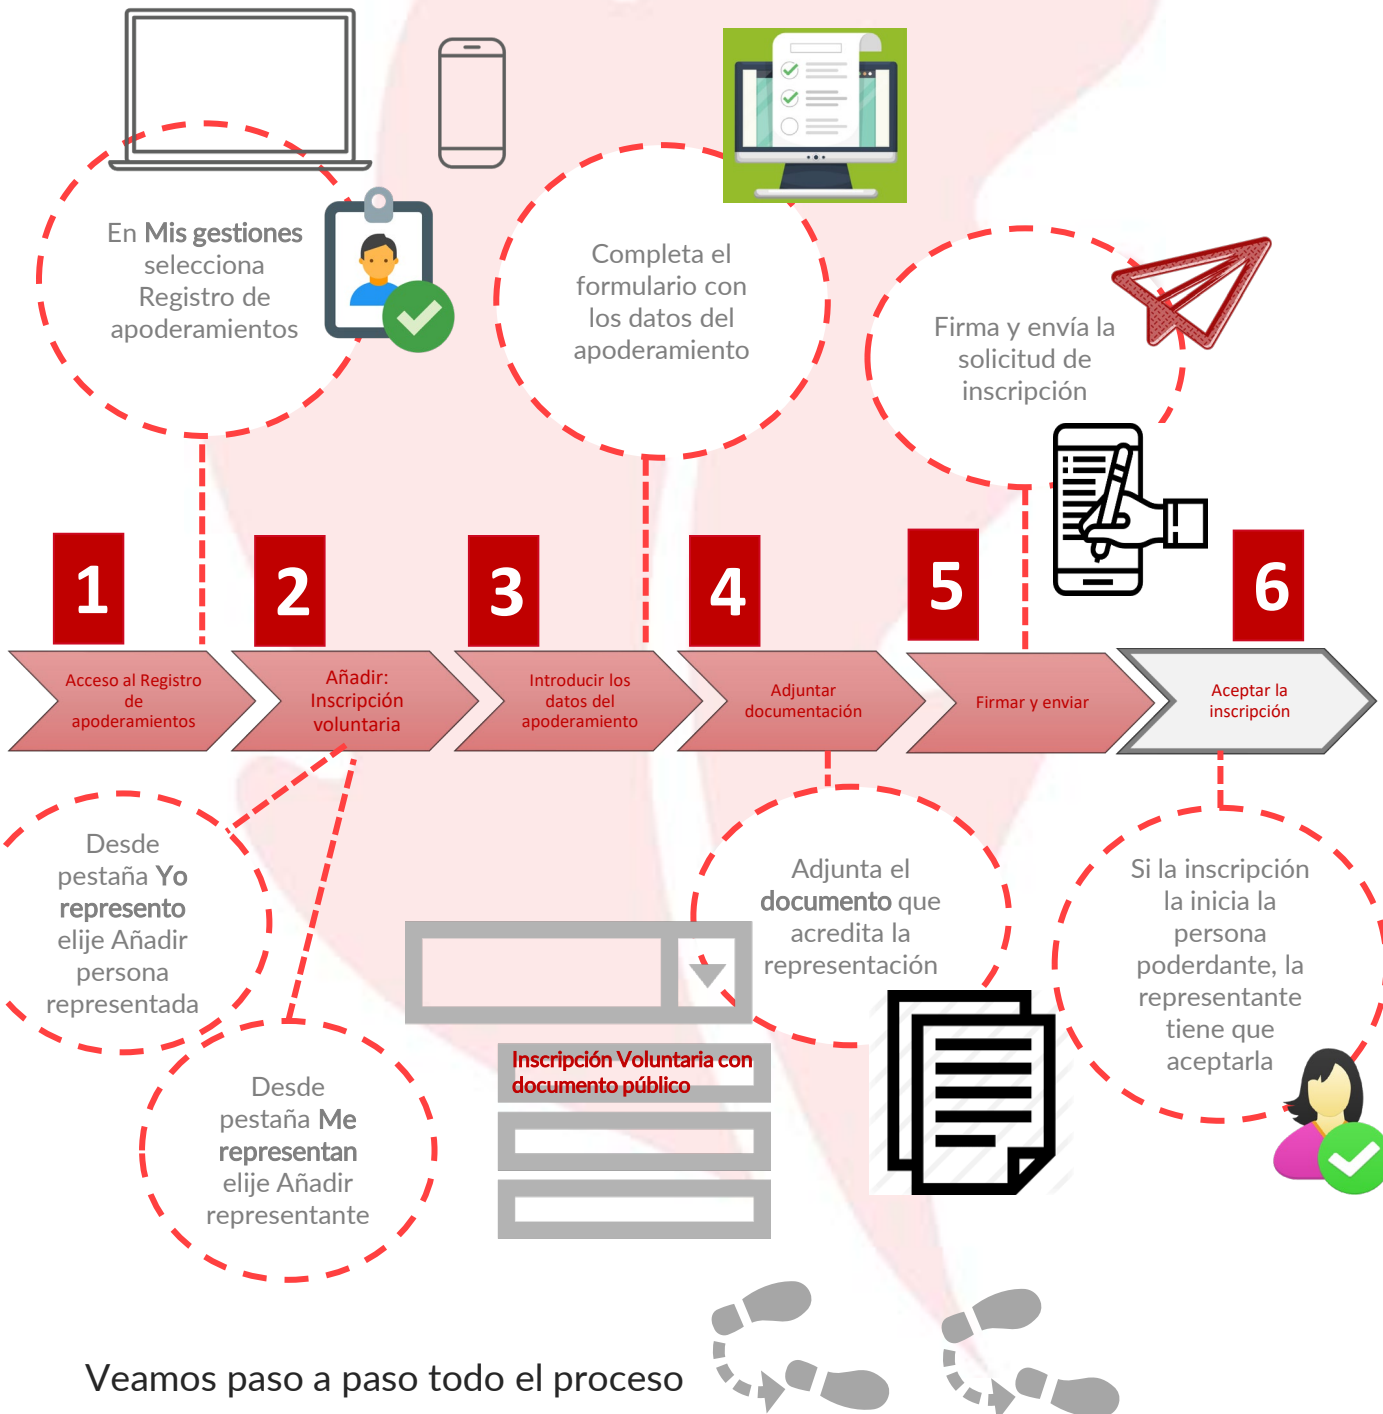 En Mis gestiones
selecciona
Registro de
apoderamientos
Completa el
formulario con
los datos del
apoderamiento
Firma y envía la
solicitud de
inscripción
1
2
3
4
5
6
Acceso al Registro
de
apoderamientos
Añadir:
Inscripción
voluntaria
Introducir los
datos del
apoderamiento
Adjuntar
documentación
Firmar y enviar
Aceptar la
inscripción
Desde
pestaña Yo
represento
elije Añadir
persona
representada
Desde
pestaña Me
representan
elije Añadir
representante
Inscripción Voluntaria con
documento público
Adjunta el
documento que
acredita la
representación
Si la inscripción
la inicia la
persona
poderdante, la
representante
tiene que
aceptarla
Veamos paso a paso todo el proceso